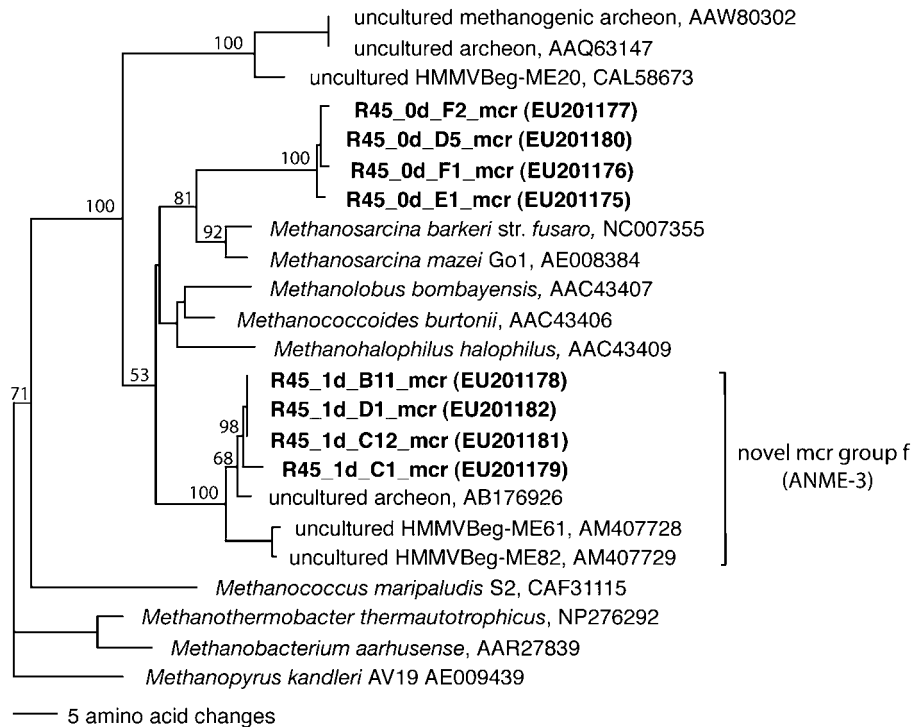 uncultured methanogenic archeon, AAW80302
100
uncultured archeon, AAQ63147
uncultured HMMVBeg-ME20, CAL58673
R45_0d_F2_mcr (EU201177)
R45_0d_D5_mcr (EU201180)
100
R45_0d_F1_mcr (EU201176)
R45_0d_E1_mcr (EU201175)
81
100
92
Methanosarcina barkeri str. fusaro, NC007355
Methanosarcina mazei Go1, AE008384
Methanolobus bombayensis, AAC43407
Methanococcoides burtonii, AAC43406
Methanohalophilus halophilus, AAC43409
53
R45_1d_B11_mcr (EU201178)
71
R45_1d_D1_mcr (EU201182)
98
R45_1d_C12_mcr (EU201181)
68
R45_1d_C1_mcr (EU201179)
novel mcr group f
(ANME-3)
100
uncultured archeon, AB176926
uncultured HMMVBeg-ME61, AM407728
uncultured HMMVBeg-ME82, AM407729
Methanococcus maripaludis S2, CAF31115
Methanothermobacter thermautotrophicus, NP276292
Methanobacterium aarhusense, AAR27839
Methanopyrus kandleri AV19 AE009439
5 amino acid changes